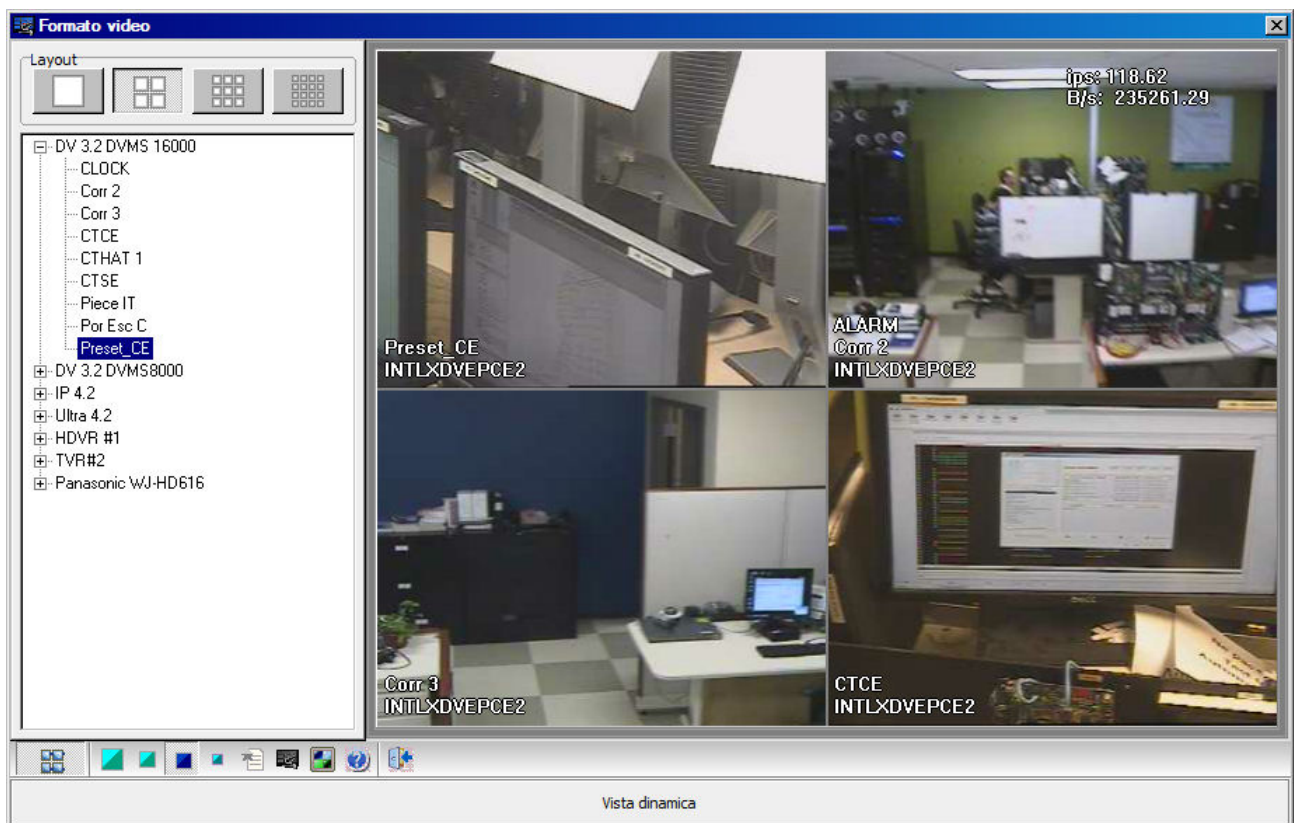 Formato video
Layout
DV 3.2 DVMS 16000
CLOCK
Corr 2
Corr 3
CTCE
CTHAT 1
CTSE
Piece IT
Por Esc C
Preset_CE
DV 3.2 DVMS8000
IP 4.2
Ultra 4.2
HDVR #1
TVR#2
Panasonic WJ-HD616
Preset_CE
INTLXDVEPCE2
ips: 118.62
B/s: 235261.29
ALARM
Corr 2
INTLXDVEPCE2
Corr 3
INTLXDVEPCE2
DELL
CTCE
INTLXDVEPCE2
Vista dinamica